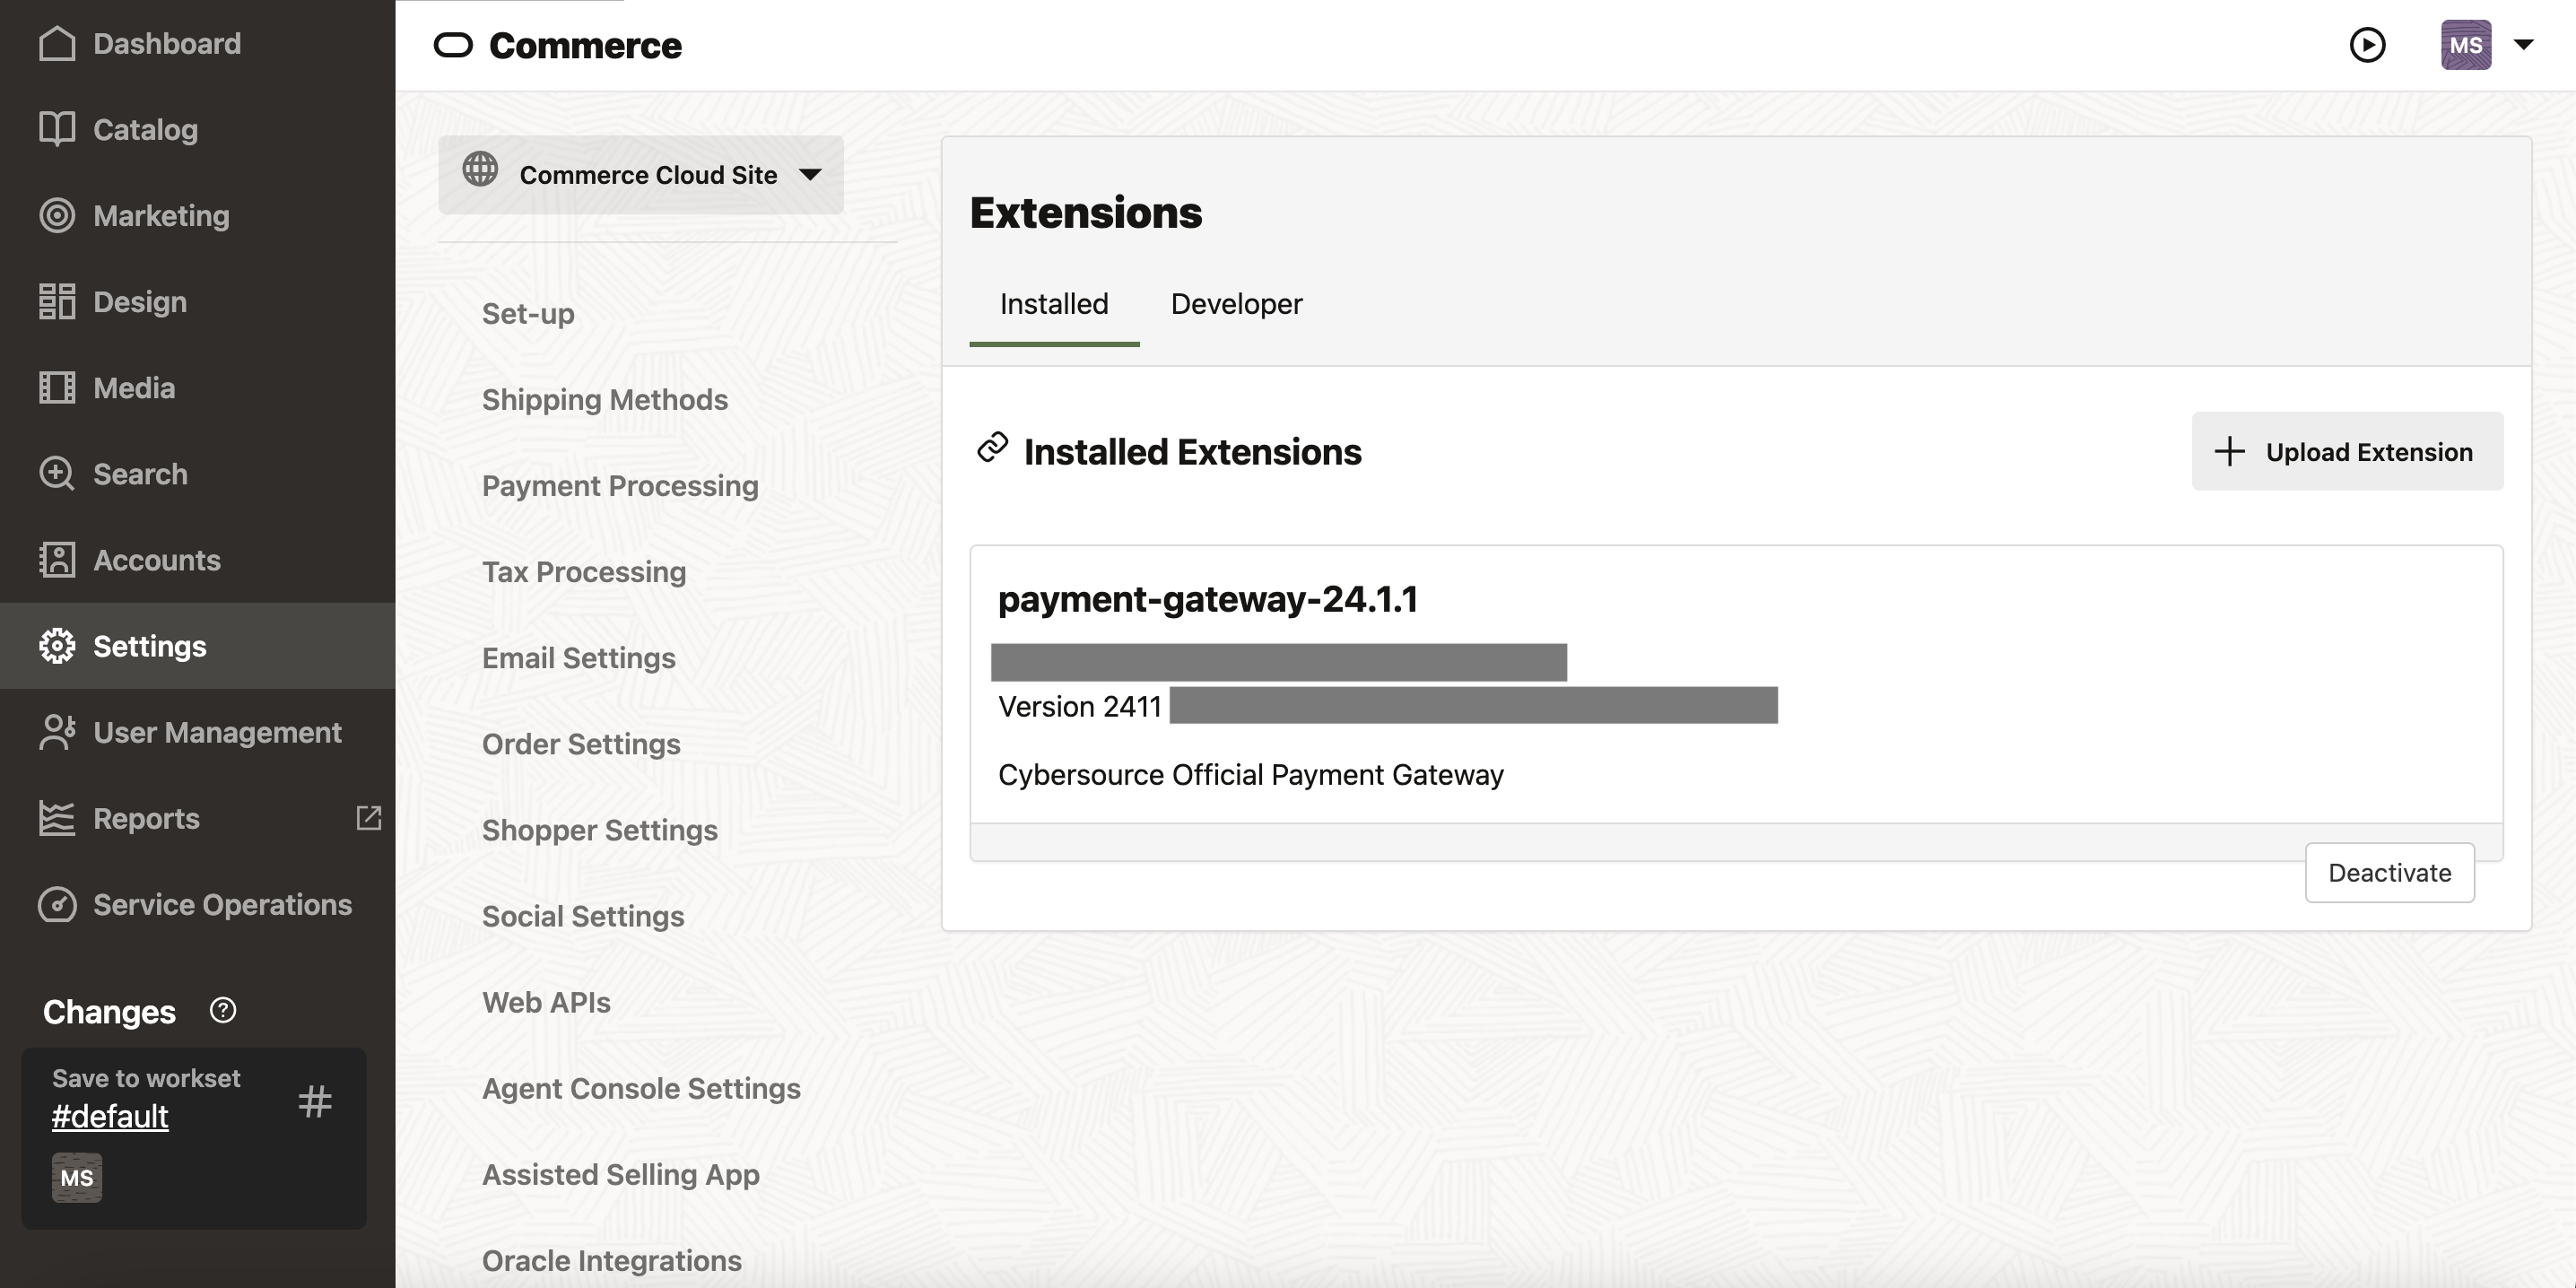 Dashboard
Catalog
Marketing
Design
Media
Search
Accounts
Settings
User Management
Reports
Service Operations
Changes ?
Save to workset
#default
#
MS
Commerce
MS
Commerce Cloud Site
Set-up
Shipping Methods
Payment Processing
Tax Processing
Email Settings
Order Settings
Shopper Settings
Social Settings
Web APIs
Agent Console Settings
Assisted Selling App
Oracle Integrations
Extensions
Installed Developer
Installed Extensions
+ Upload Extension
payment-gateway-24.1.1
Version 2411
Cybersource Official Payment Gateway
Deactivate